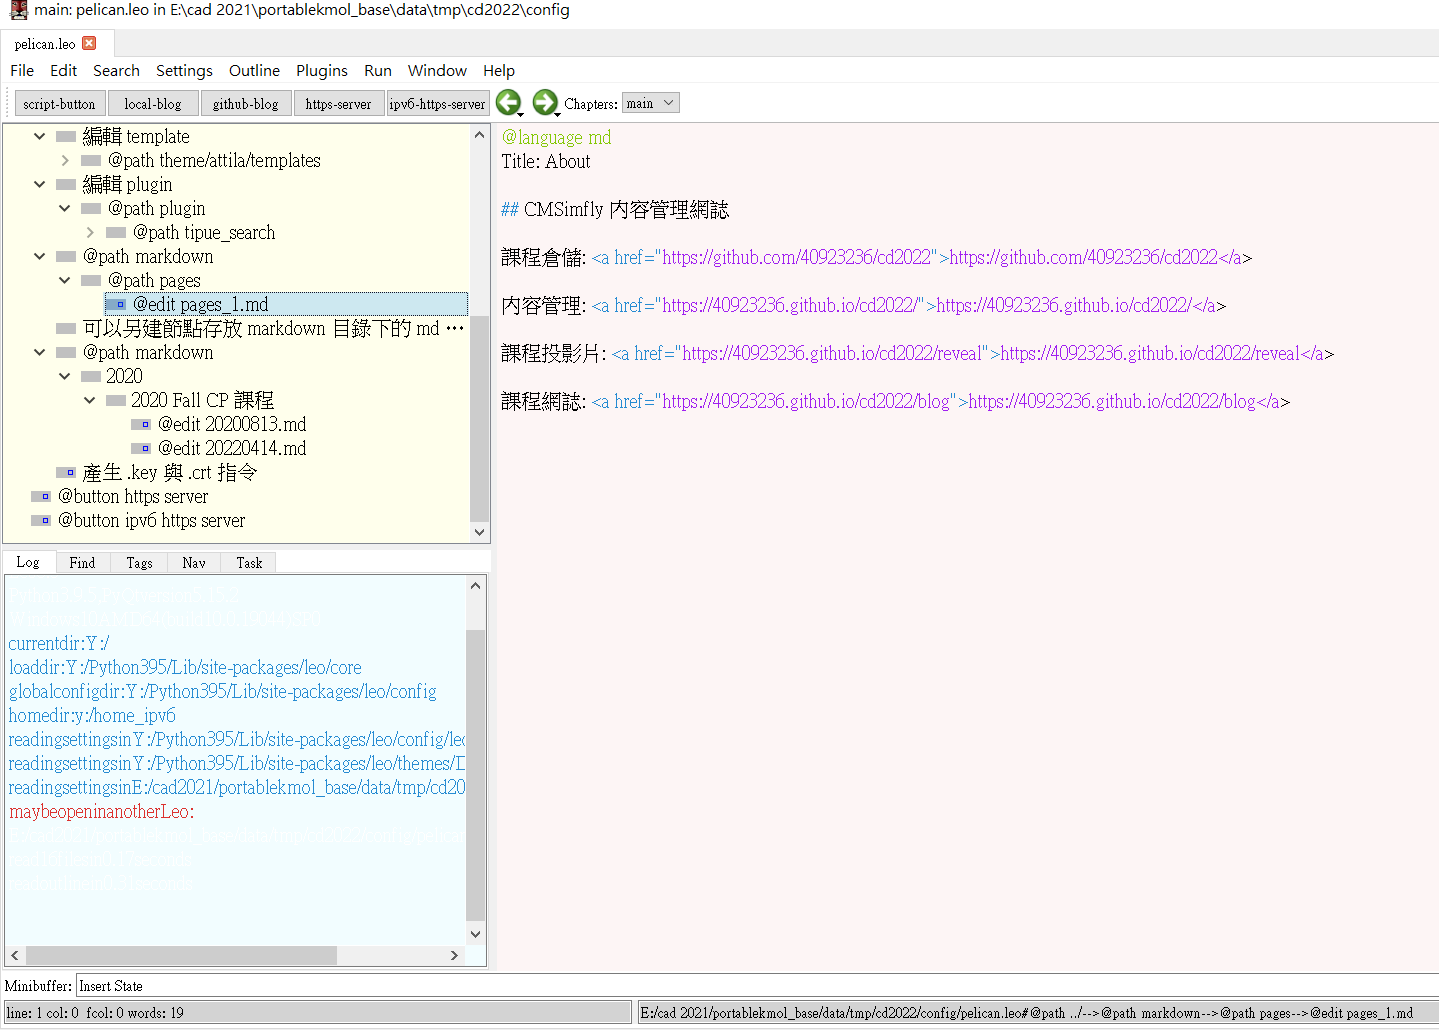 main: pelican.leo in E:\cad 2021\portablekmol_base\data\tmp\cd2022\config
pelican.leo
File Edit Search Settings Outline Plugins Run Window Help
script-button local-blog github-blog https-server ipv6-https-server Chapters: main
編輯 template
@path theme/attila/templates
編輯 plugin
@path plugin
@path tipue_search
@path markdown
@path pages
@edit pages_1.md
可以另建節點存放 markdown 目錄下的 md ⋯
@path markdown
2020
2020 Fall CP 課程
@edit 20200813.md
@edit 20220414.md
產生 .key 與 .crt 指令
@button https server
@button ipv6 https server
@language md
Title: About
## CMSimfly 內容管理網誌
課程倉儲: <a href="https://github.com/40923236/cd2022">https://github.com/40923236/cd2022</a>
內容管理: <a href="https://40923236.github.io/cd2022/">https://40923236.github.io/cd2022/</a>
課程投影片: <a href="https://40923236.github.io/cd2022/reveal">https://40923236.github.io/cd2022/reveal</a>
課程網誌: <a href="https://40923236.github.io/cd2022/blog">https://40923236.github.io/cd2022/blog</a>
Log Find Tags Nav Task
currentdir:Y:/
loaddir:Y:/Python395/Lib/site-packages/leo/core
globalconfigdir:Y:/Python395/Lib/site-packages/leo/config
homedir:y:/home_ipv6
readingsettingsinY:/Python395/Lib/site-packages/leo/config/leo
readingsettingsinY:/Python395/Lib/site-packages/leo/themes/
readingsettingsinE:/cad2021/portablekmol_base/data/tmp/cd20
maybeopeninanotherLeo:
Minibuffer: Insert State
line: 1 col: 0 fcol: 0 words: 19
E:/cad 2021/portablekmol_base/data/tmp/cd2022/config/pelican.leo#@path ../-->@path markdown-->@path pages-->@edit pages_1.md